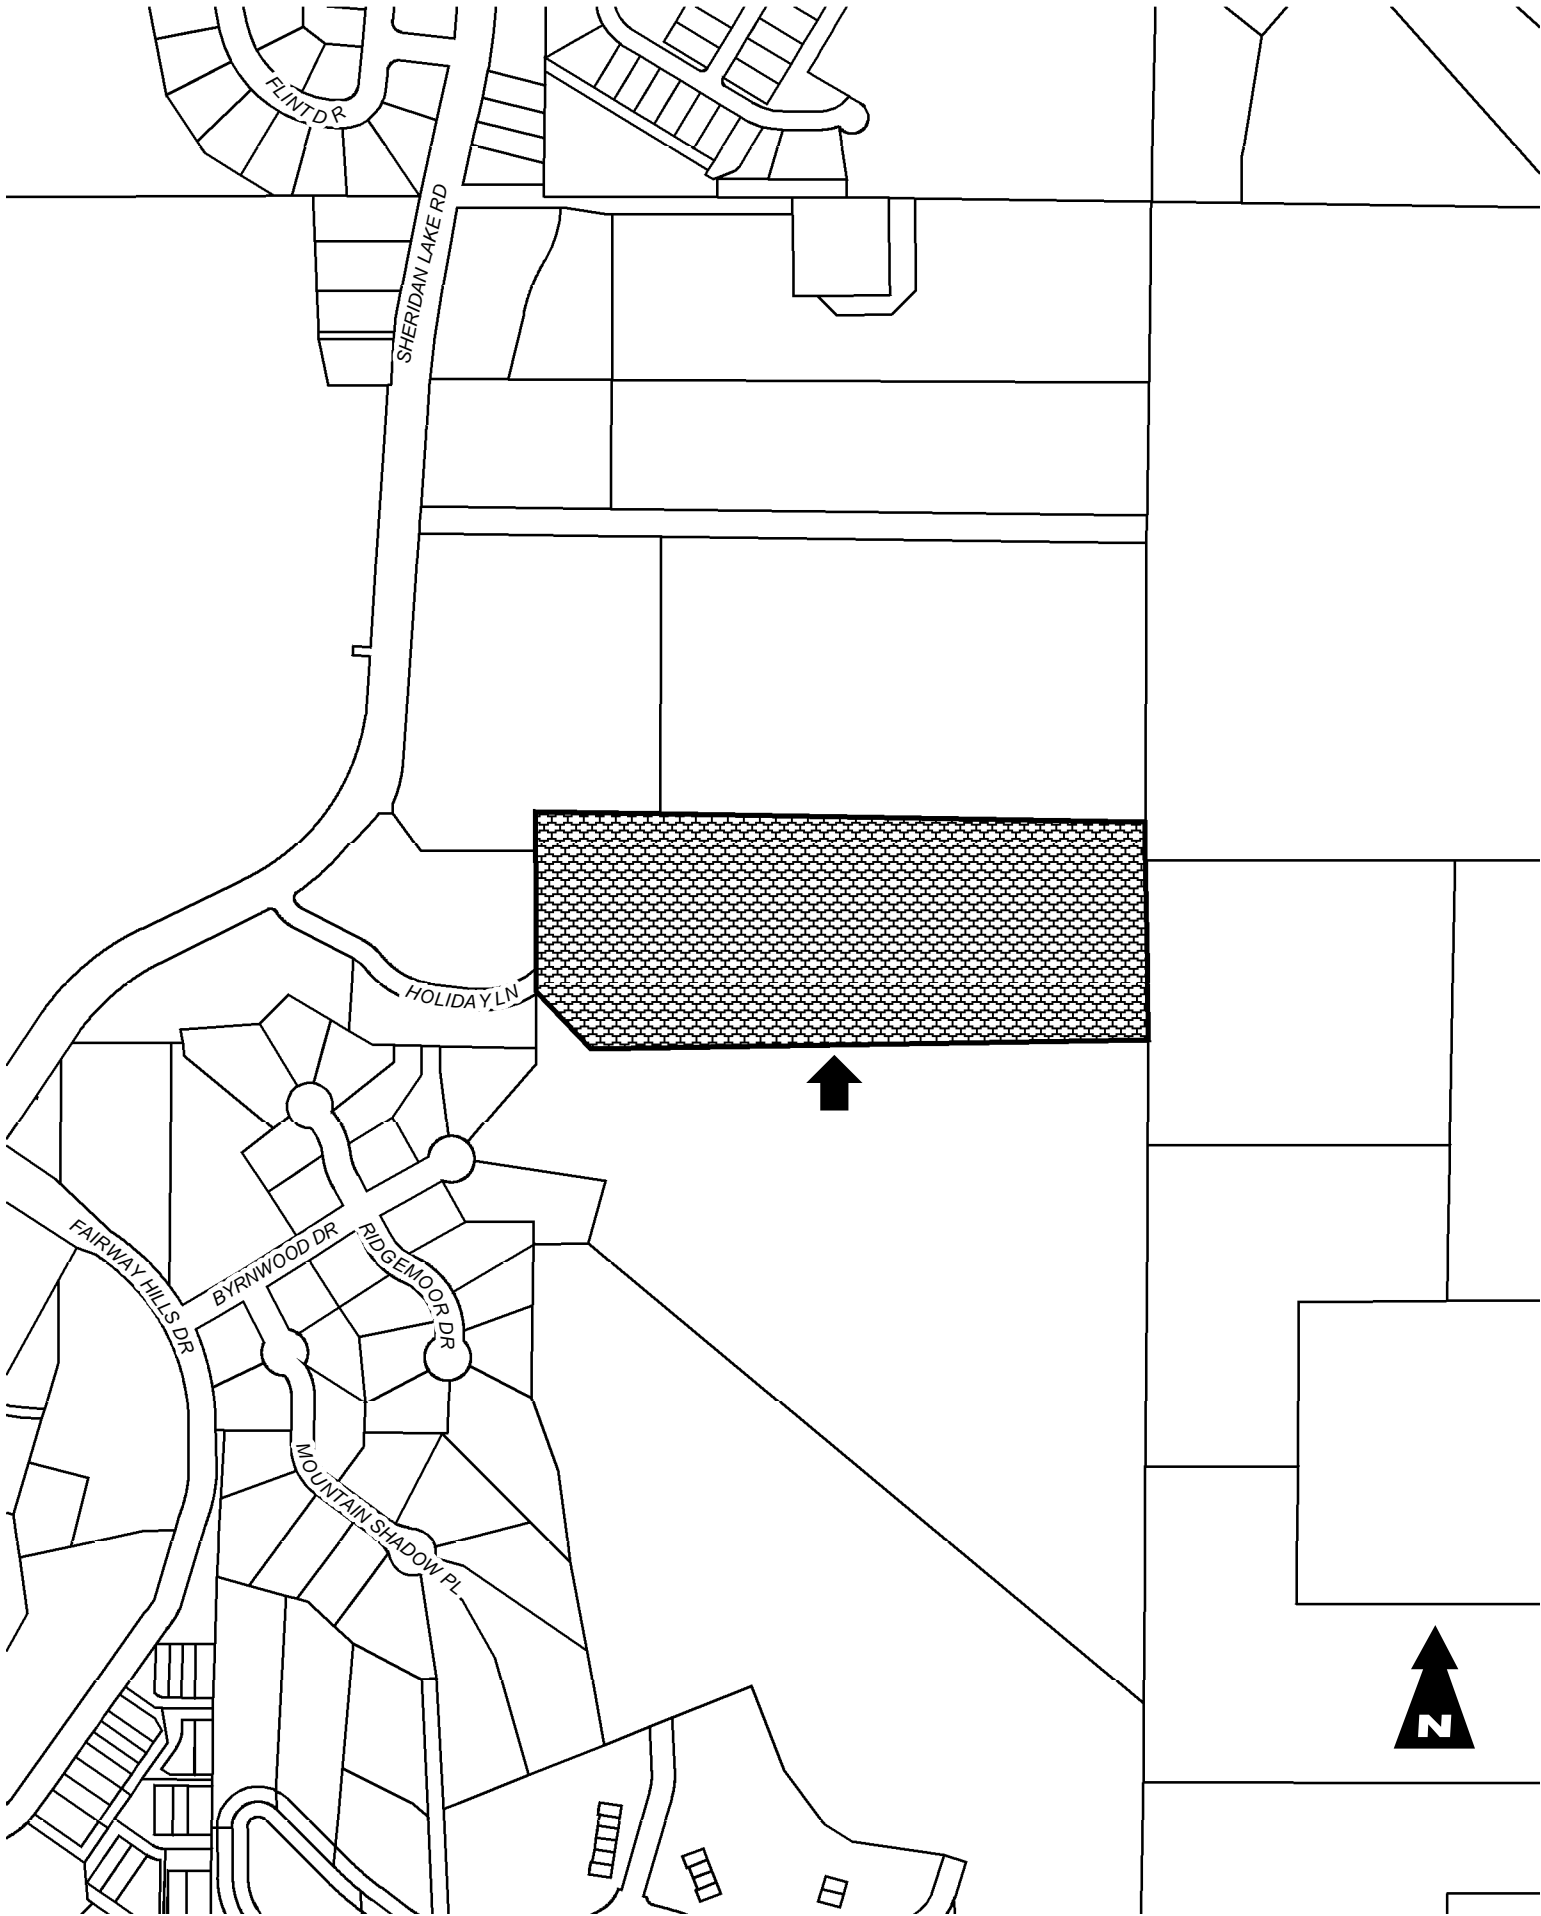 FLINT DR
SHERIDAN LAKE RD
HOLIDAY LN
FAIRWAY HILLS DR
BYRNWOOD DR
RIDGEMOOR DR
MOUNTAIN SHADOW PL
N